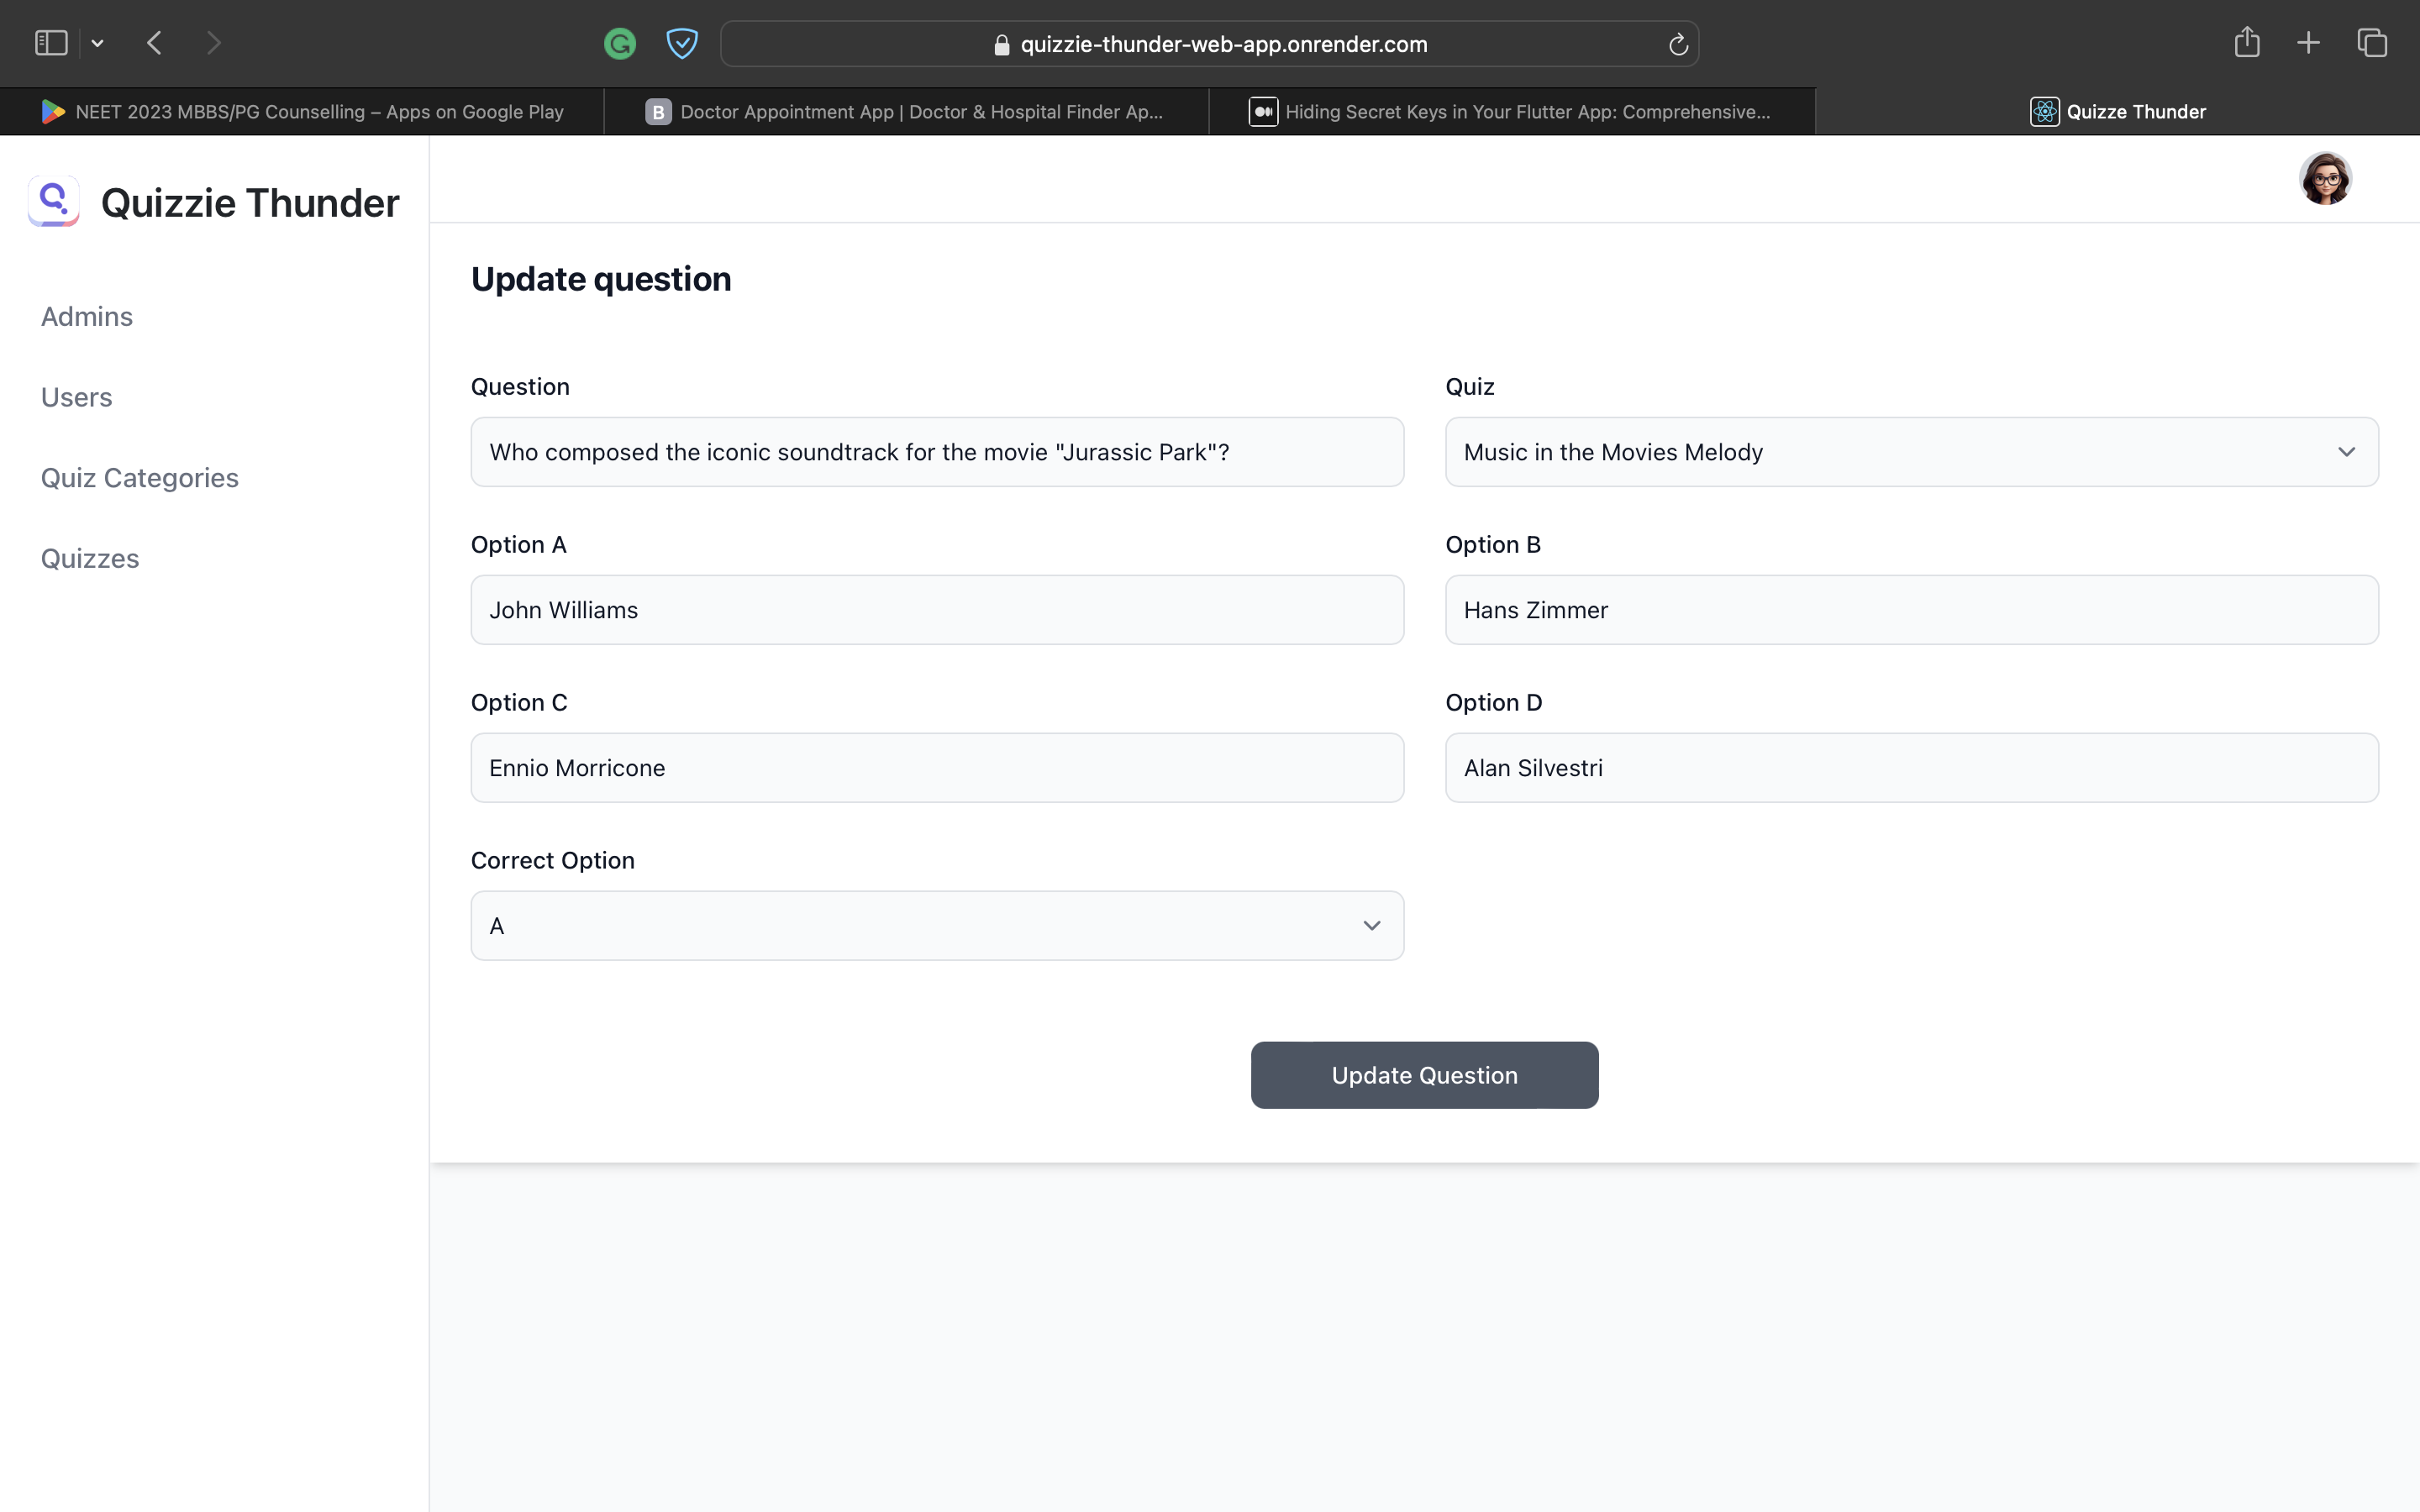 quizzie-thunder-web-app.onrender.com
NEET 2023 MBBS/PG Counselling – Apps on Google Play
B Doctor Appointment App | Doctor & Hospital Finder Ap...
Hiding Secret Keys in Your Flutter App: Comprehensive...
Quizze Thunder
Quizzie Thunder
Admins
Users
Quiz Categories
Quizzes
Update question
Question
Quiz
Who composed the iconic soundtrack for the movie "Jurassic Park"?
Music in the Movies Melody
Option A
Option B
John Williams
Hans Zimmer
Option C
Option D
Ennio Morricone
Alan Silvestri
Correct Option
A
Update Question